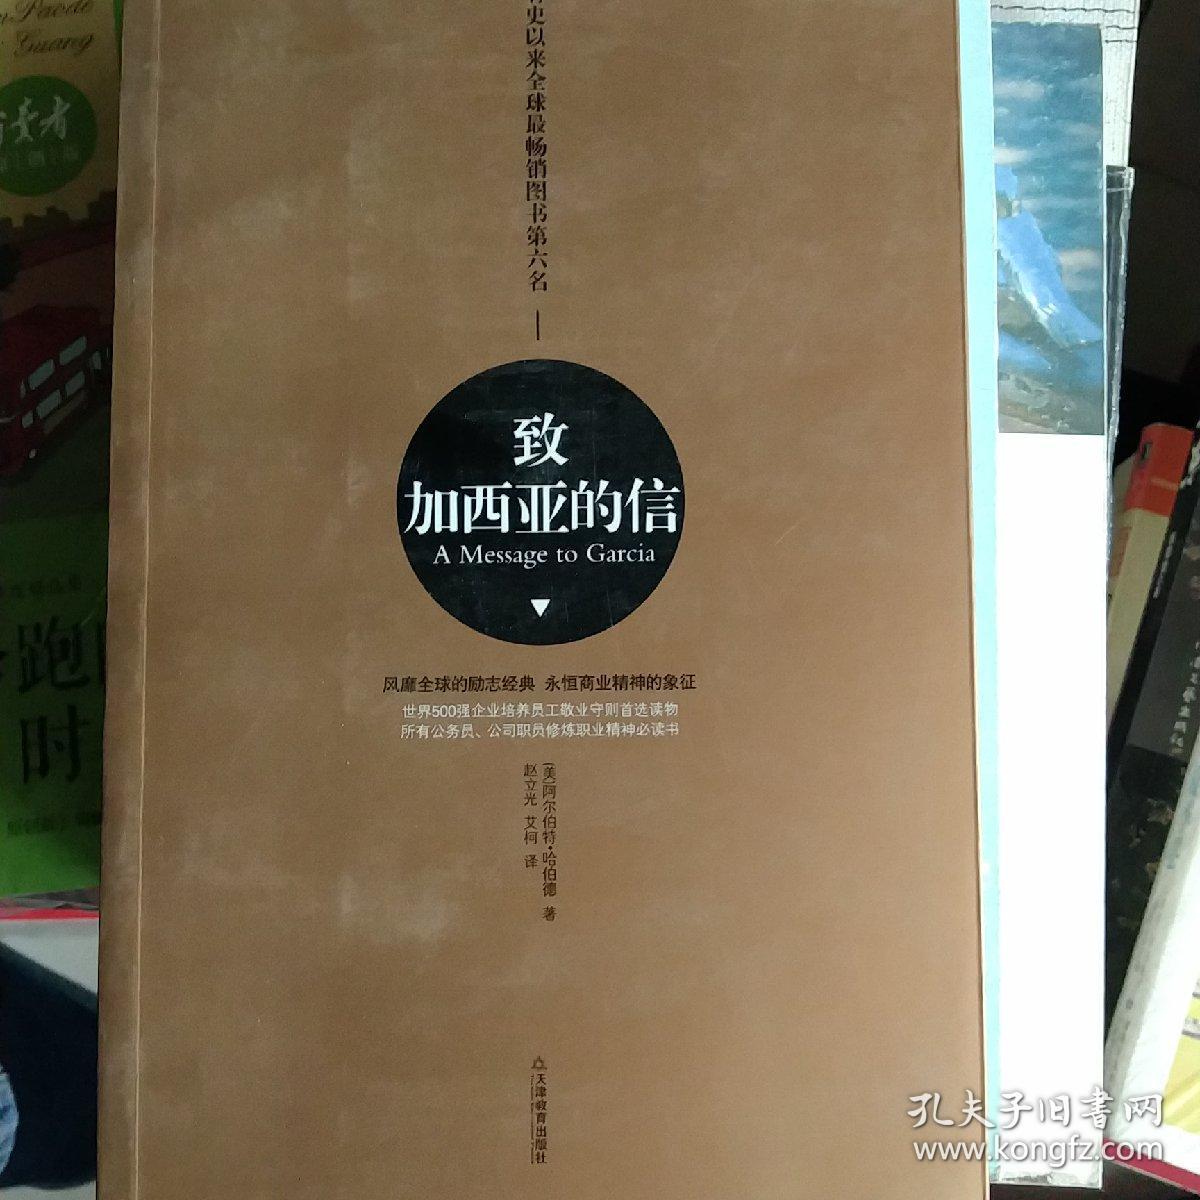 史以来全球最畅销图书第六名
致
加西亚的信
A Message to Garcia
风靡全球的励志经典 永恒商业精神的象征
世界500强企业培养员工敬业守则首选读物
所有公务员、公司职员修炼职业精神必读书
(美)阿尔伯特·哈伯德 著
赵立光 艾柯 译
天津教育出版社
Guang
跑
时
孔夫子旧书网
www.kongfz.com